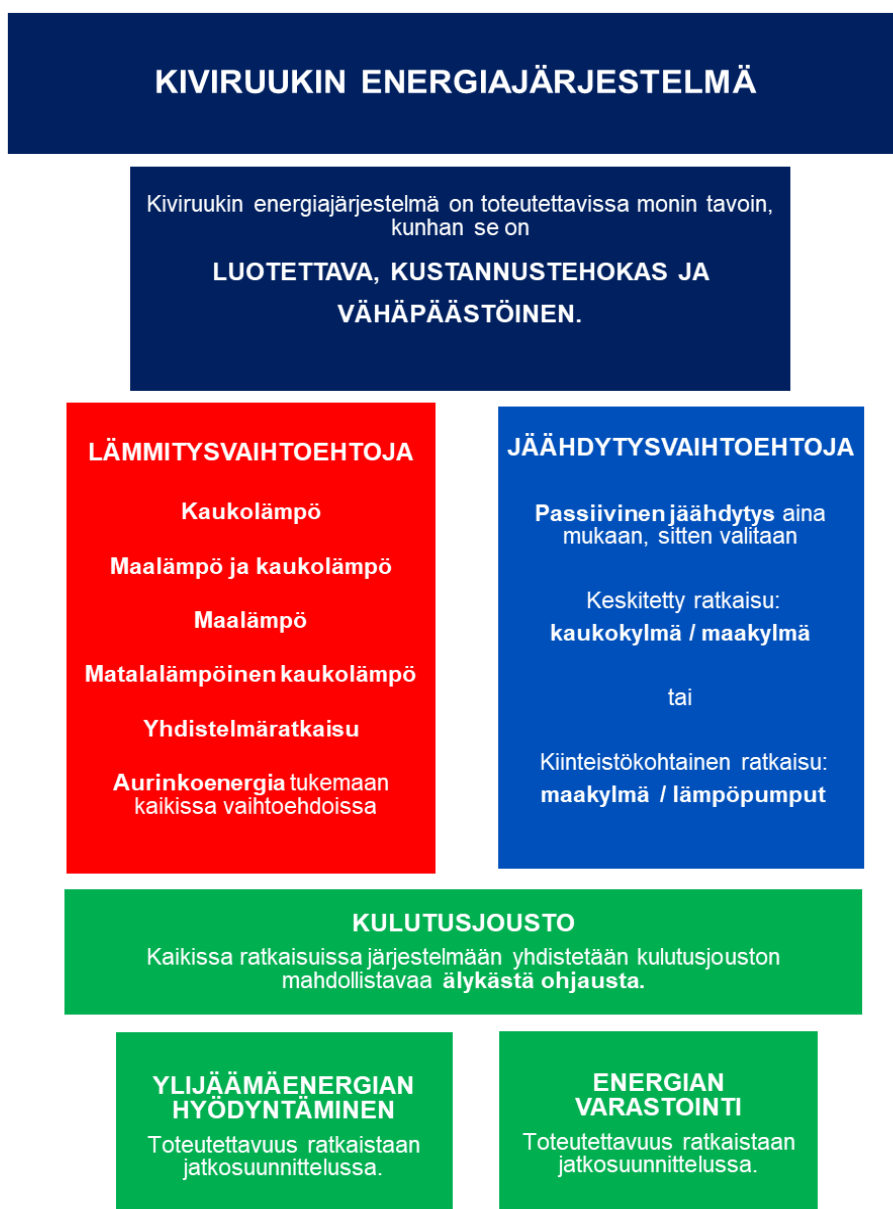 KIVIRUUKIN ENERGIAJÄRJESTELMÄ
Kiviruukin energiajärjestelmä on toteutettavissa monin tavoin,
kunhan se on
LUOTETTAVA, KUSTANNUSTEHOKAS JA
VÄHÄPÄÄSTÖINEN.
LÄMMITYSVAIHTOEHTOJA
Kaukolämpö
Maalämpö ja kaukolämpö
Maalämpö
Matalalämpöinen kaukolämpö
Yhdistelmäratkaisu
Aurinkoenergia tukemaan
kaikissa vaihtoehdoissa
JÄÄHDYTYSVAIHTOEHTOJA
Passiivinen jäähdytys aina
mukaan, sitten valitaan
Keskitetty ratkaisu:
kaukokylmä / maakylmä
tai
Kiinteistökohtainen ratkaisu:
maakylmä / lämpöpumput
KULUTUSJOUSTO
Kaikissa ratkaisuissa järjestelmään yhdistetään kulutusjouston
mahdollistavaa älykästä ohjausta.
YLIJÄÄMÄENERGIAN
HYÖDYNTÄMINEN
Toteutettavuus ratkaistaan
jatkosuunnittelussa.
ENERGIAN
VARASTOINTI
Toteutettavuus ratkaistaan
jatkosuunnittelussa.